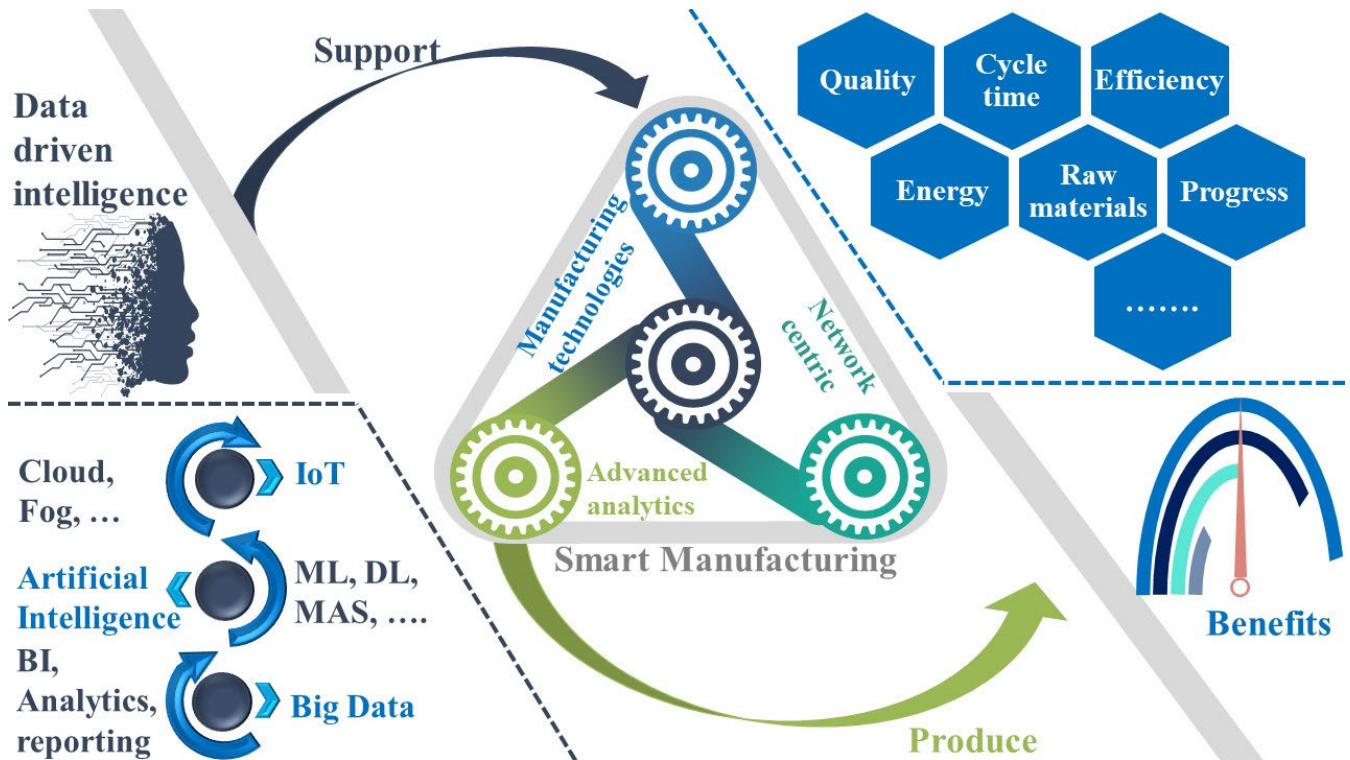 Support
Data
driven
intelligence
Cloud,
Fog, …
IoT
Artificial
Intelligence
ML, DL,
MAS, ….
BI,
Analytics,
reporting
Big Data
Manufacturing
technologies
Network
centric
Advanced
analytics
Smart Manufacturing
Produce
Quality
Cycle
time
Efficiency
Energy
Raw
materials
Progress
…….
Benefits